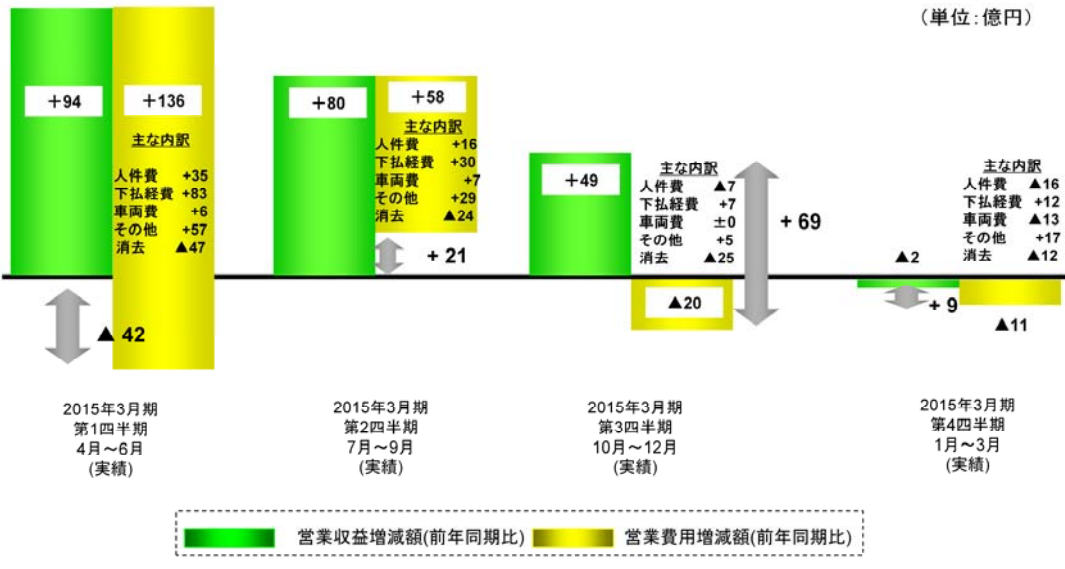 (単位:億円)
+94
+136
主な内訳
人件費 +35
下払経費 +83
車両費 +6
その他 +57
消去 ▲47
▲ 42
2015年3月期
第1四半期
4月～6月
(実績)
+80
+58
主な内訳
人件費 +16
下払経費 +30
車両費 +7
その他 +29
消去 ▲24
+ 21
2015年3月期
第2四半期
7月～9月
(実績)
+49
主な内訳
人件費 ▲7
下払経費 +7
車両費 ±0
その他 +5
消去 ▲25
+ 69
▲20
2015年3月期
第3四半期
10月～12月
(実績)
▲2
主な内訳
人件費 ▲16
下払経費 +12
車両費 ▲13
その他 +17
消去 ▲12
+ 9
▲11
2015年3月期
第4四半期
1月～3月
(実績)
営業収益増減額(前年同期比)
営業費用増減額(前年同期比)